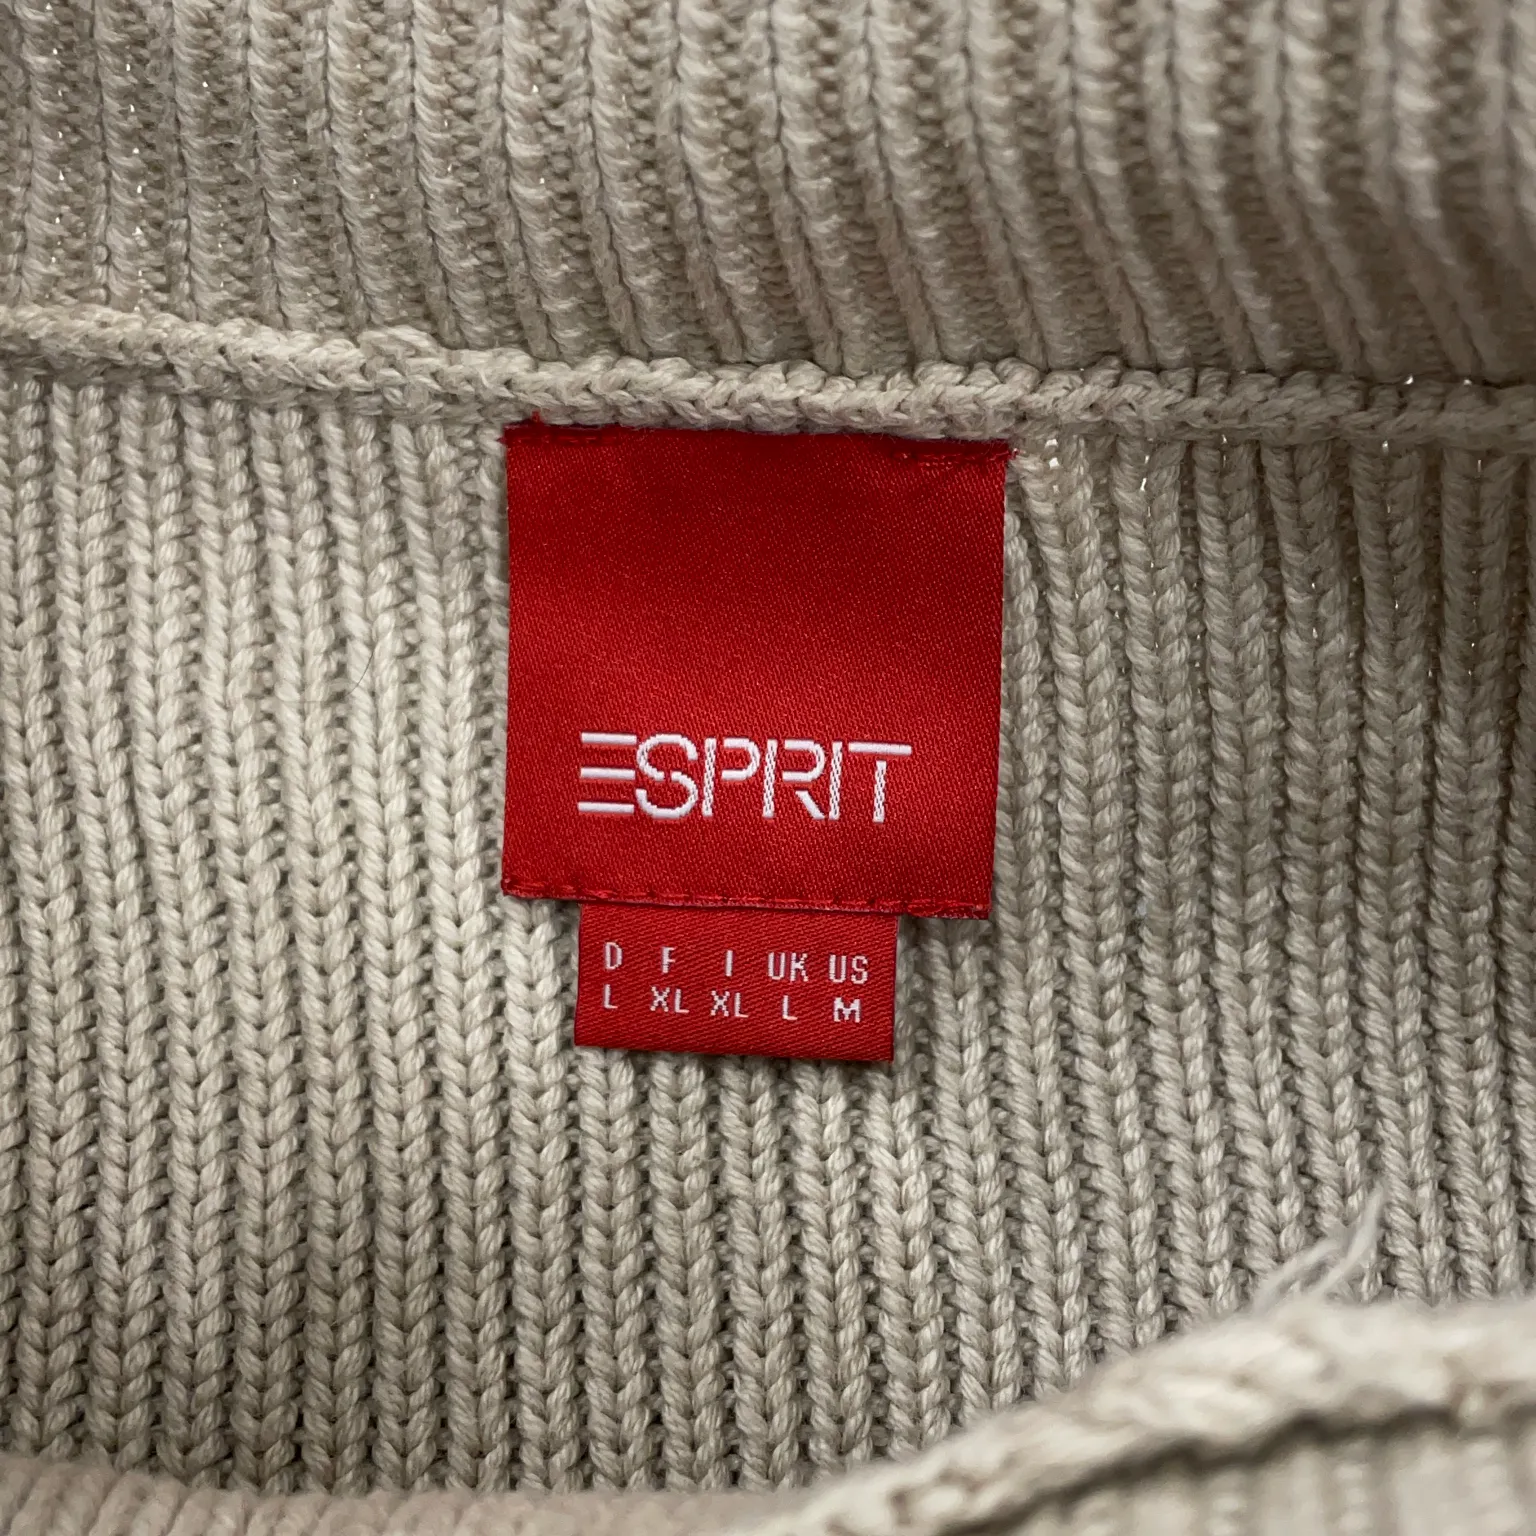 ESPRIT
D F I UK US
L XL XL L M